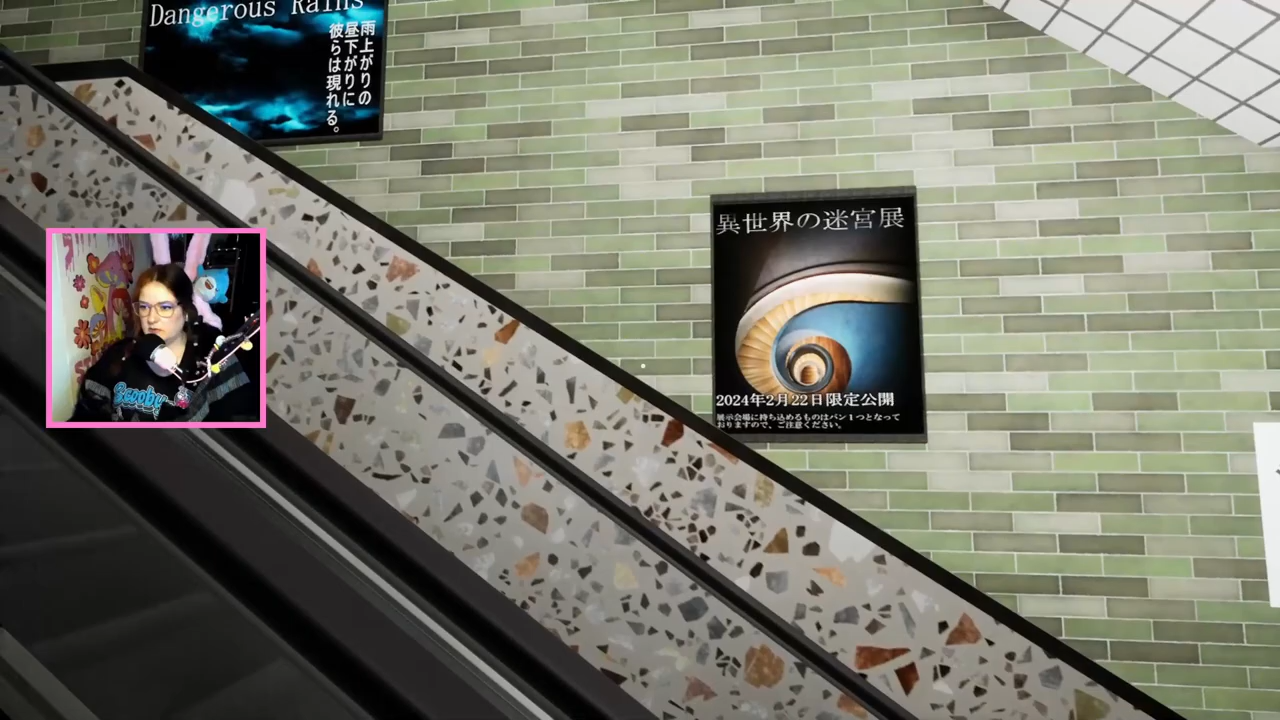 Dangerous Rains
雨上がりの
昼下がりに
彼らは現れる。
異世界の迷宮展
2024年2月22日限定公開
展示会場に持ち込めるものはパン1つとなって
おりますので、ご注意ください。
Scooby